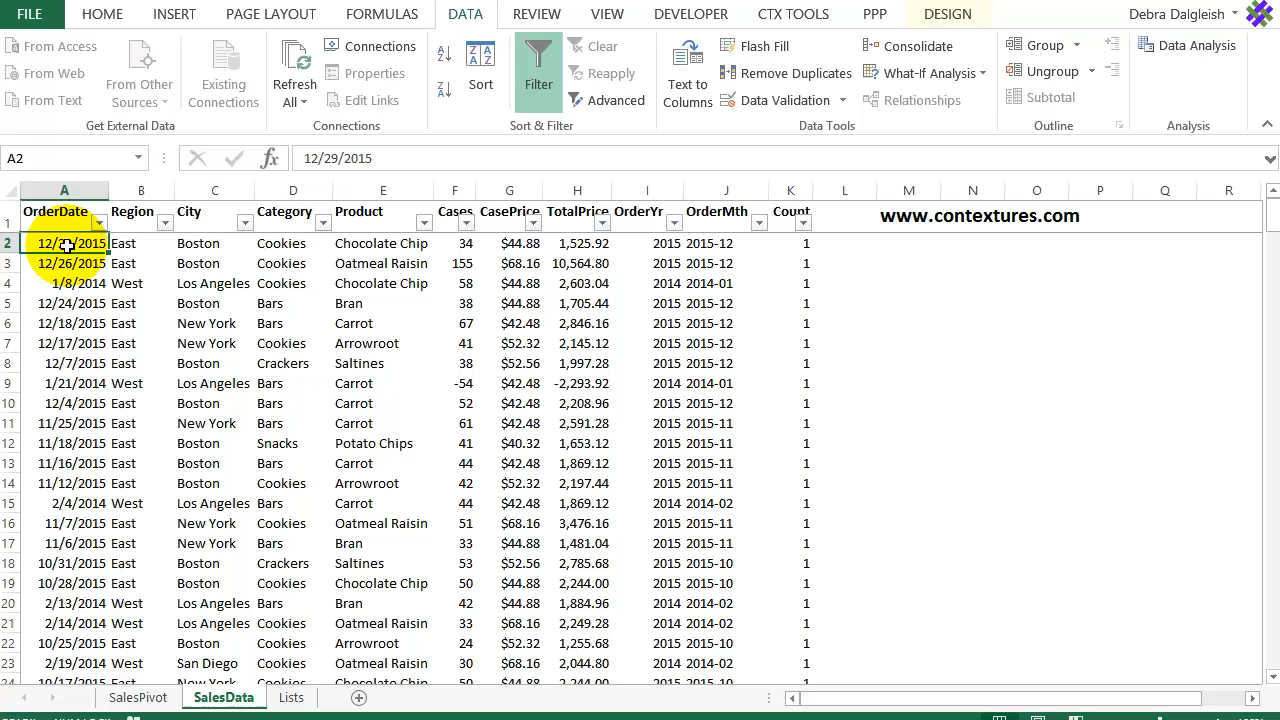 FILE HOME INSERT PAGE LAYOUT FORMULAS DATA REVIEW VIEW DEVELOPER CTX TOOLS PPP DESIGN Debra Dalgleish
From Access
From Web
From Text
From Other
Sources
Existing
Connections
Get External Data
Refresh
All
Connections
Properties
Edit Links
Connections
A
Z
Z
A
Z A
A Z
Sort
Filter
Clear
Reapply
Advanced
Sort & Filter
Text to
Columns
Flash Fill
Remove Duplicates
Data Validation
Consolidate
What-If Analysis
Relationships
Data Tools
Group
Ungroup
Subtotal
Outline
Data Analysis
Analysis
A2 fx 12/29/2015
A B C D E F G H I J K L M N O P Q R
1 OrderDate Region City Category Product Cases CasePrice TotalPrice OrderYr OrderMth Count www.contextures.com
2 12/29/2015 East Boston Cookies Chocolate Chip 34 $44.88 1,525.92 2015 2015-12 1
3 12/26/2015 East Boston Cookies Oatmeal Raisin 155 $68.16 10,564.80 2015 2015-12 1
4 1/8/2014 West Los Angeles Cookies Chocolate Chip 58 $44.88 2,603.04 2014 2014-01 1
5 12/24/2015 East Boston Bars Bran 38 $44.88 1,705.44 2015 2015-12 1
6 12/18/2015 East New York Bars Carrot 67 $42.48 2,846.16 2015 2015-12 1
7 12/17/2015 East New York Cookies Arrowroot 41 $52.32 2,145.12 2015 2015-12 1
8 12/7/2015 East Boston Crackers Saltines 38 $52.56 1,997.28 2015 2015-12 1
9 1/21/2014 West Los Angeles Bars Carrot -54 $42.48 -2,293.92 2014 2014-01 1
10 12/4/2015 East Boston Bars Carrot 52 $42.48 2,208.96 2015 2015-12 1
11 11/25/2015 East New York Bars Carrot 61 $42.48 2,591.28 2015 2015-11 1
12 11/18/2015 East Boston Snacks Potato Chips 41 $40.32 1,653.12 2015 2015-11 1
13 11/16/2015 East Boston Bars Carrot 44 $42.48 1,869.12 2015 2015-11 1
14 11/12/2015 East Boston Cookies Arrowroot 42 $52.32 2,197.44 2015 2015-11 1
15 2/4/2014 West Los Angeles Bars Carrot 44 $42.48 1,869.12 2014 2014-02 1
16 11/7/2015 East New York Cookies Oatmeal Raisin 51 $68.16 3,476.16 2015 2015-11 1
17 11/6/2015 East New York Bars Bran 33 $44.88 1,481.04 2015 2015-11 1
18 10/31/2015 East Boston Crackers Saltines 53 $52.56 2,785.68 2015 2015-10 1
19 10/28/2015 East Boston Cookies Chocolate Chip 50 $44.88 2,244.00 2015 2015-10 1
20 2/13/2014 West Los Angeles Bars Bran 42 $44.88 1,884.96 2014 2014-02 1
21 2/14/2014 West Los Angeles Cookies Oatmeal Raisin 33 $68.16 2,249.28 2014 2014-02 1
22 10/25/2015 East Boston Cookies Arrowroot 24 $52.32 1,255.68 2015 2015-10 1
23 2/19/2014 West San Diego Cookies Oatmeal Raisin 30 $68.16 2,044.80 2014 2014-02 1
SalesPivot SalesData Lists